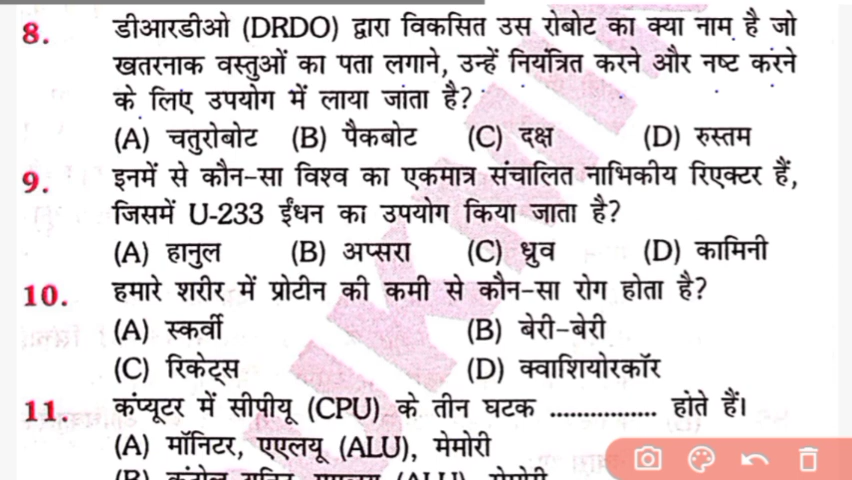 8. डीआरडीओ (DRDO) द्वारा विकसित उस रोबोट का क्या नाम है जो
खतरनाक वस्तुओं का पता लगाने, उन्हें नियंत्रित करने और नष्ट करने
के लिए उपयोग में लाया जाता है?
(A) चतुरोबोट (B) पैकबोट (C) दक्ष (D) रुस्तम
9. इनमें से कौन-सा विश्व का एकमात्र संचालित नाभिकीय रिएक्टर हैं,
जिसमें U-233 ईंधन का उपयोग किया जाता है?
(A) हानुल (B) अप्सरा (C) ध्रुव (D) कामिनी
10. हमारे शरीर में प्रोटीन की कमी से कौन-सा रोग होता है?
(A) स्कर्वी (B) बेरी-बेरी
(C) रिकेट्स (D) क्वाशियोरकॉर
11. कंप्यूटर में सीपीयू (CPU) के तीन घटक ................. होते हैं।
(A) मॉनिटर, एएलयू (ALU), मेमोरी